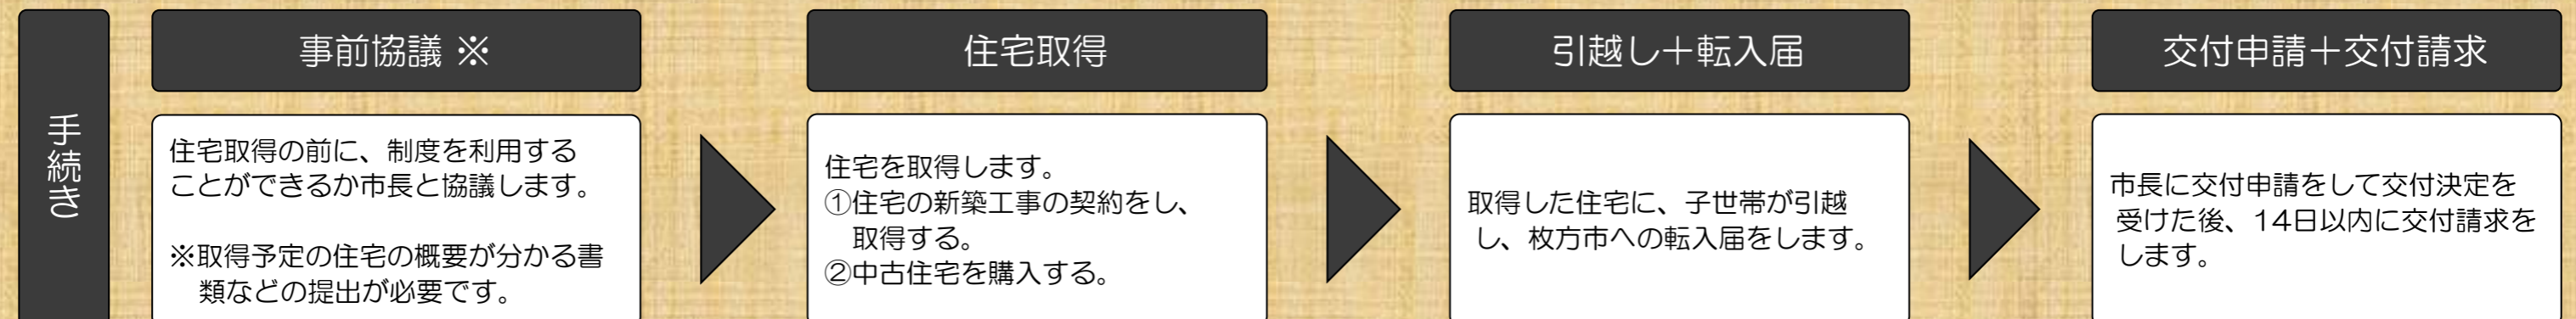 手続き
事前協議 ※
住宅取得の前に、制度を利用する
ことができるか市長と協議します。
※取得予定の住宅の概要が分かる書
類などの提出が必要です。
住宅取得
住宅を取得します。
①住宅の新築工事の契約をし、
取得する。
②中古住宅を購入する。
引越し＋転入届
取得した住宅に、子世帯が引越
し、枚方市への転入届をします。
交付申請＋交付請求
市長に交付申請をして交付決定を
受けた後、14日以内に交付請求を
します。